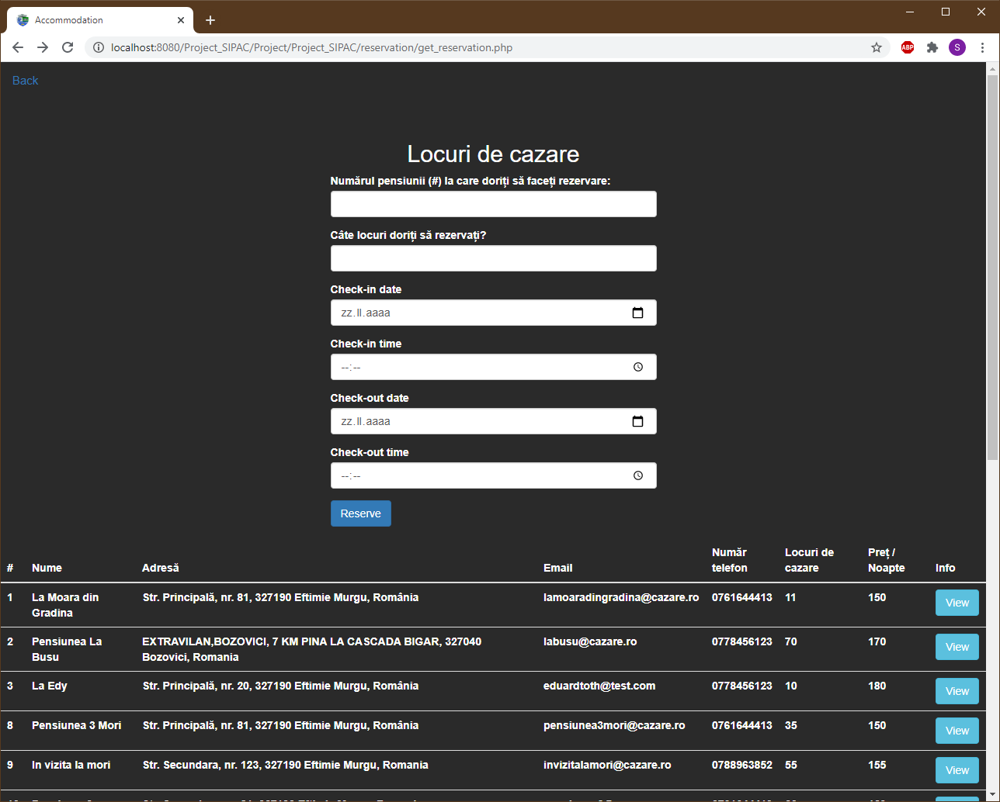 Accommodation
localhost:8080/Project_SIPAC/Project/Project_SIPAC/reservation/get_reservation.php
ABP
S
Back
Locuri de cazare
Numărul pensiunii (#) la care doriți să faceți rezervare:
Câte locuri doriți să rezervați?
Check-in date
zz.ll.aaaa
Check-in time
--:--
Check-out date
zz.ll.aaaa
Check-out time
--:--
Reserve
# Nume Adresă Email Număr telefon Locuri de cazare Preț / Noapte Info
1 La Moara din Gradina Str. Principală, nr. 81, 327190 Eftimie Murgu, România lamoaradingradina@cazare.ro 0761644413 11 150 View
2 Pensiunea La Busu EXTRAVILAN,BOZOVICI, 7 KM PINA LA CASCADA BIGAR, 327040 Bozovici, Romania labusu@cazare.ro 0778456123 70 170 View
3 La Edy Str. Principală, nr. 20, 327190 Eftimie Murgu, România eduardtoth@test.com 0778456123 10 180 View
8 Pensiunea 3 Mori Str. Principală, nr. 81, 327190 Eftimie Murgu, România pensiunea3mori@cazare.ro 0761644413 35 150 View
9 In vizita la mori Str. Secundara, nr. 123, 327190 Eftimie Murgu, Romania invizitalamori@cazare.ro 0788963852 55 155 View